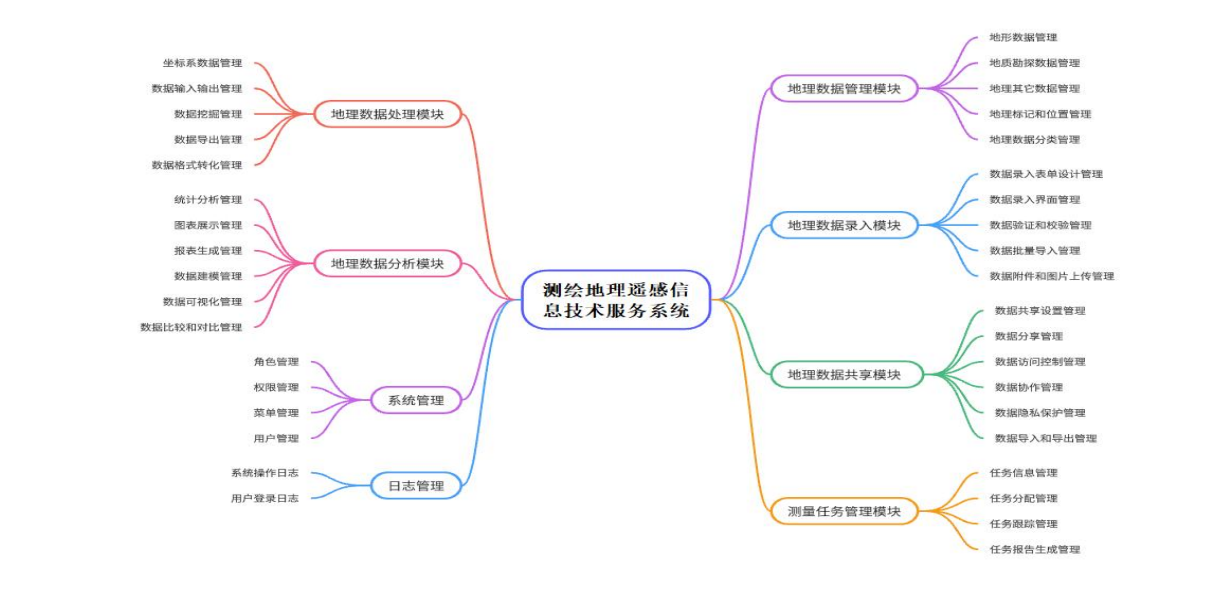 测绘地理遥感信
息技术服务系统
地理数据处理模块
坐标系数据管理
数据输入输出管理
数据挖掘管理
数据导出管理
数据格式转化管理
地理数据分析模块
统计分析管理
图表展示管理
报表生成管理
数据建模管理
数据可视化管理
数据比较和对比管理
系统管理
角色管理
权限管理
菜单管理
用户管理
日志管理
系统操作日志
用户登录日志
地理数据管理模块
地形数据管理
地质勘探数据管理
地理其它数据管理
地理标记和位置管理
地理数据分类管理
地理数据录入模块
数据录入表单设计管理
数据录入界面管理
数据验证和校验管理
数据批量导入管理
数据附件和图片上传管理
地理数据共享模块
数据共享设置管理
数据分享管理
数据访问控制管理
数据协作管理
数据隐私保护管理
数据导入和导出管理
测量任务管理模块
任务信息管理
任务分配管理
任务跟踪管理
任务报告生成管理